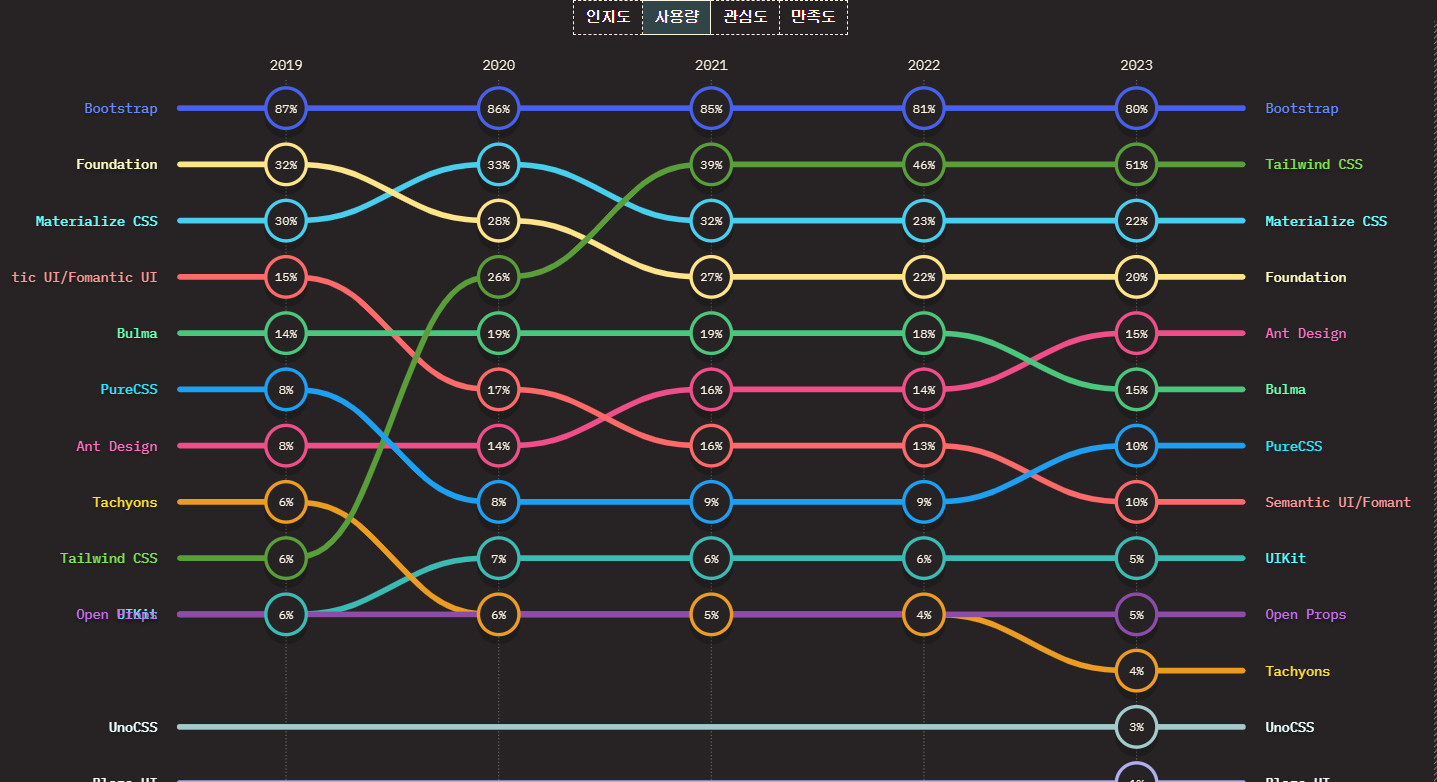 인지도 사용량 관심도 만족도
2019 2020 2021 2022 2023
Bootstrap 87% 86% 85% 81% 80% Bootstrap
Foundation 32% 33% 39% 46% 51% Tailwind CSS
Materialize CSS 30% 28% 32% 23% 22% Materialize CSS
tic UI/Fomantic UI 15% 26% 27% 22% 20% Foundation
Bulma 14% 19% 19% 18% 15% Ant Design
PureCSS 8% 17% 16% 14% 15% Bulma
Ant Design 8% 14% 16% 13% 10% PureCSS
Tachyons 6% 8% 9% 9% 10% Semantic UI/Fomant
Tailwind CSS 6% 7% 6% 6% 5% UIKit
Open UIKit 6% 6% 5% 4% 5% Open Props
4% Tachyons
UnoCSS 3% UnoCSS